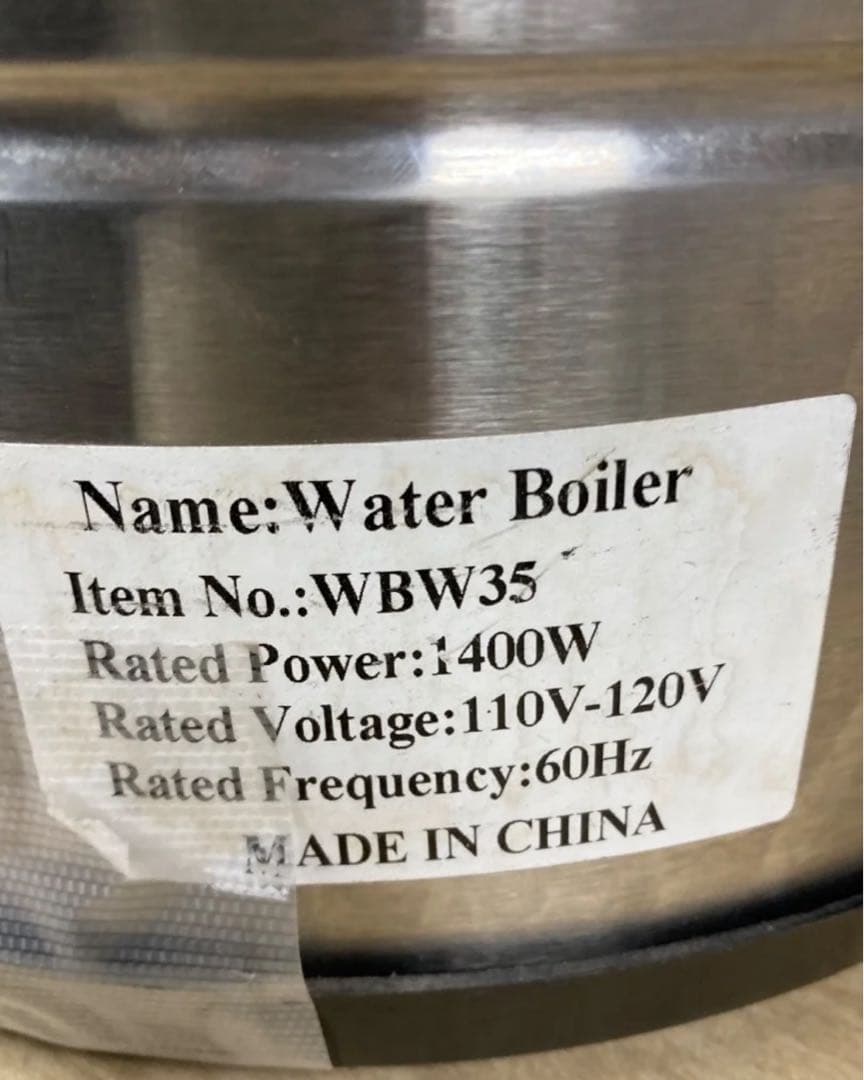 Name:Water Boiler
Item No.:WBW35
Rated Power:1400W
Rated Voltage:110V-120V
Rated Frequency:60Hz
MADE IN CHINA